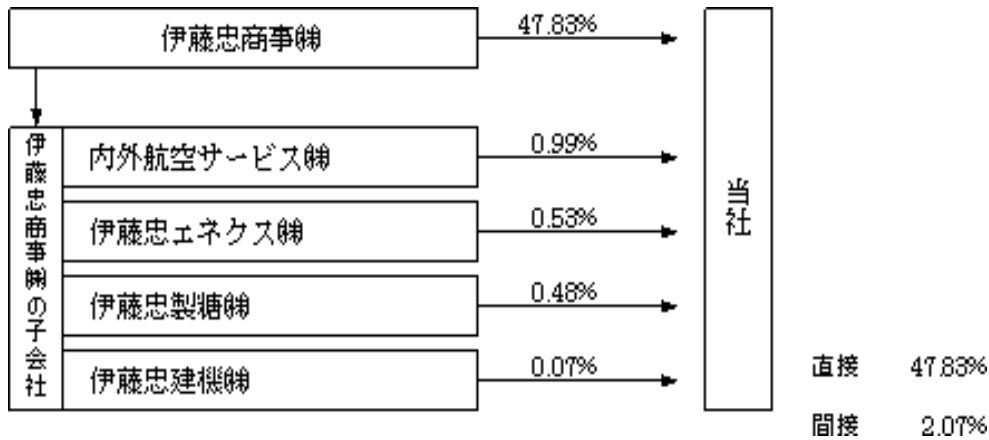 伊藤忠商事㈱ 47.83%
内外航空サービス㈱ 0.99%
伊藤忠エネクス㈱ 0.53%
伊藤忠製糖㈱ 0.48%
伊藤忠建機㈱ 0.07%
伊藤忠商事㈱の子会社
当社
直接 47.83%
間接 2.07%